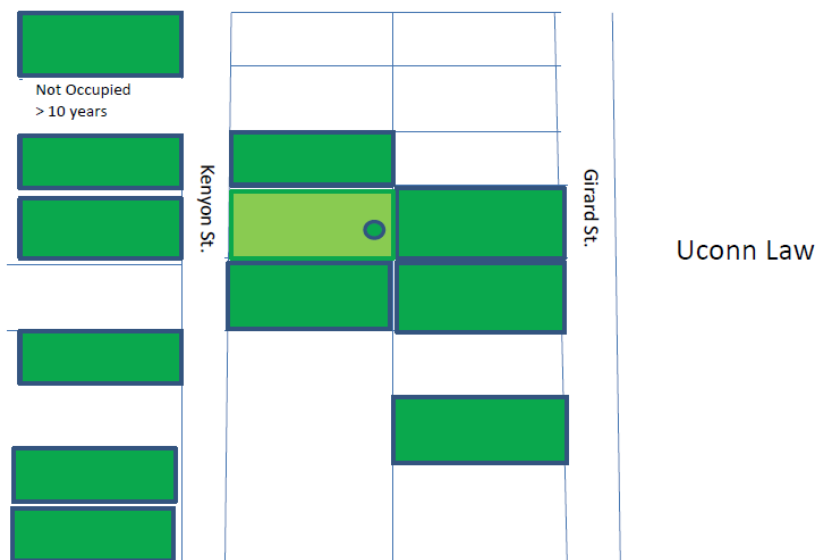 Not Occupied
> 10 years
Kenyon St.
Girard St.
Uconn Law